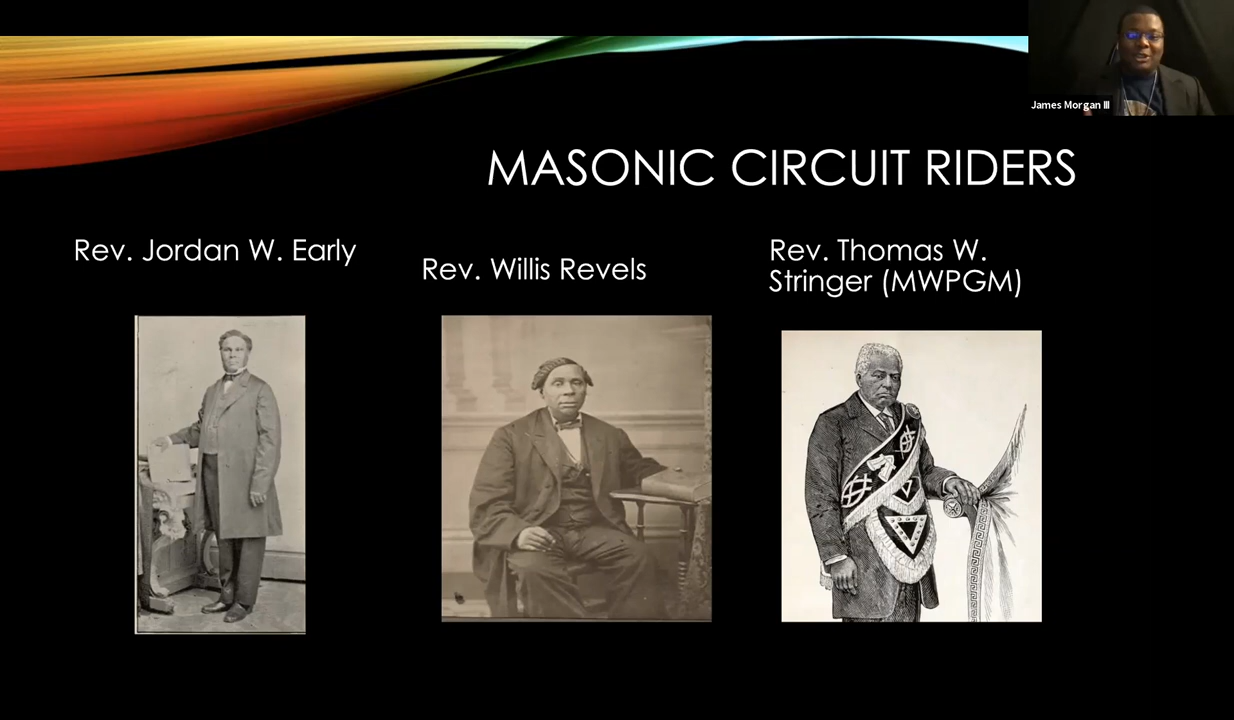 James Morgan III
MASONIC CIRCUIT RIDERS
Rev. Jordan W. Early
Rev. Willis Revels
Rev. Thomas W.
Stringer (MWPGM)